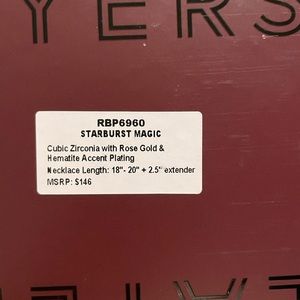 YERS
RBP6960
STARBURST MAGIC
Cubic Zirconia with Rose Gold &
Hematite Accent Plating
Necklace Length: 18"- 20" + 2.5" extender
MSRP: $146